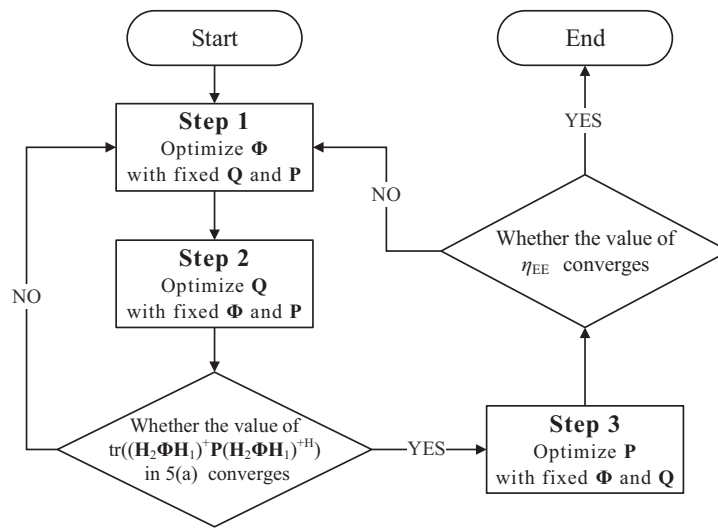 Start
Step 1
Optimize Φ
with fixed Q and P
NO
Step 2
Optimize Q
with fixed Φ and P
Whether the value of
tr((H₂ΦH₁)⁺P(H₂ΦH₁)⁺ᴴ)
in 5(a) converges
YES
Step 3
Optimize P
with fixed Φ and Q
Whether the value of
ηEE converges
NO
YES
End